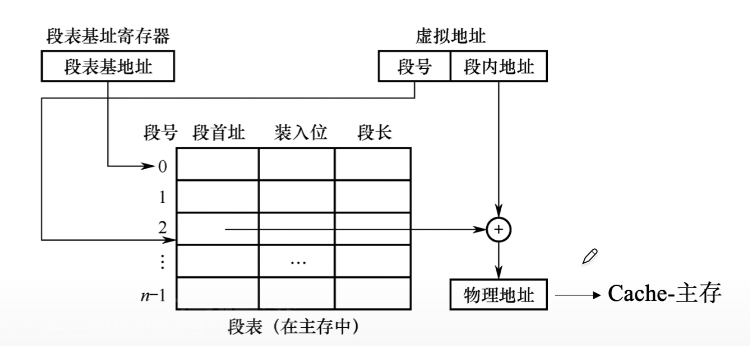 段表基址寄存器
段表基地址
虚拟地址
段号 段内地址
段号 段首址 装入位 段长
0
1
2
⋮ …
n-1
+
物理地址
Cache-主存
段表（在主存中）